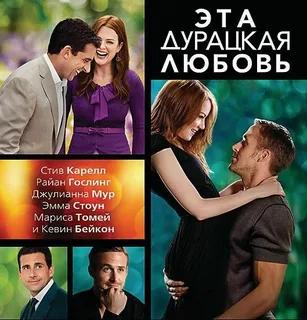 ЭТА
ДУРАЦКАЯ
ЛЮБОВЬ
Стив Карелл
Райан Гослинг
Джулианна Мур
Эмма Стоун
Мариса Томей
и Кевин Бейкон